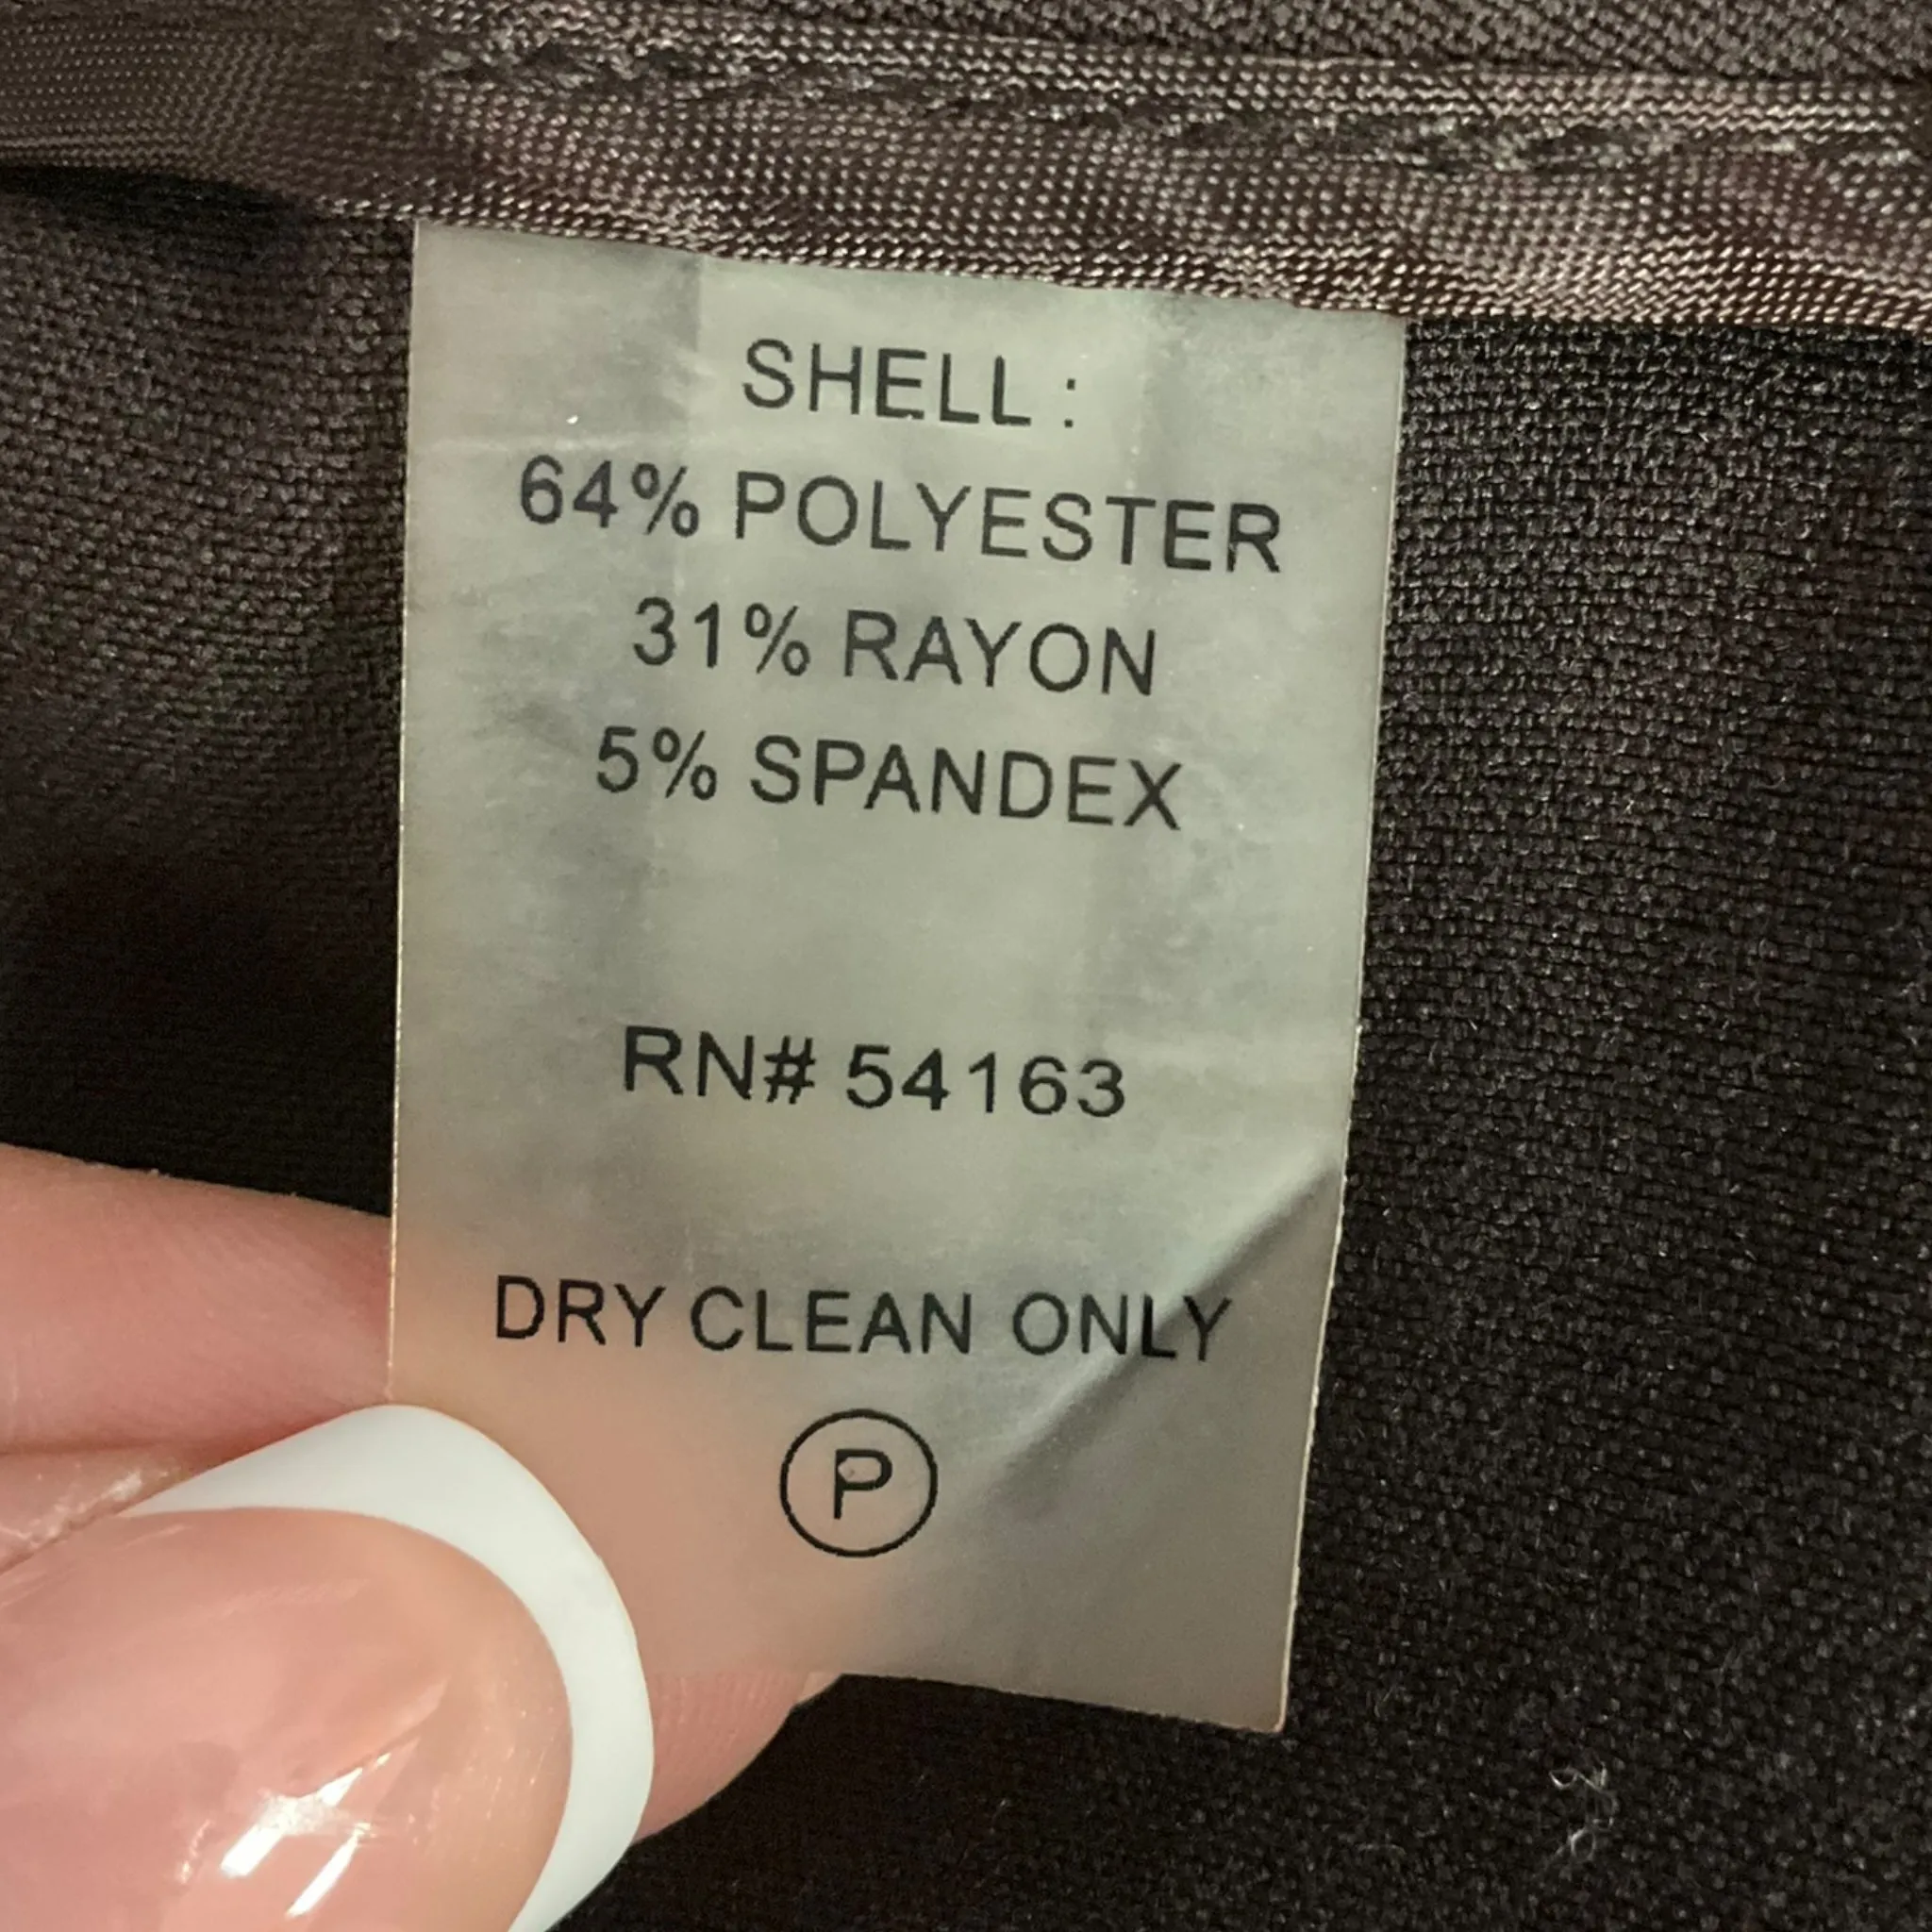 SHELL :
64% POLYESTER
31% RAYON
5% SPANDEX
RN# 54163
DRY CLEAN ONLY
P